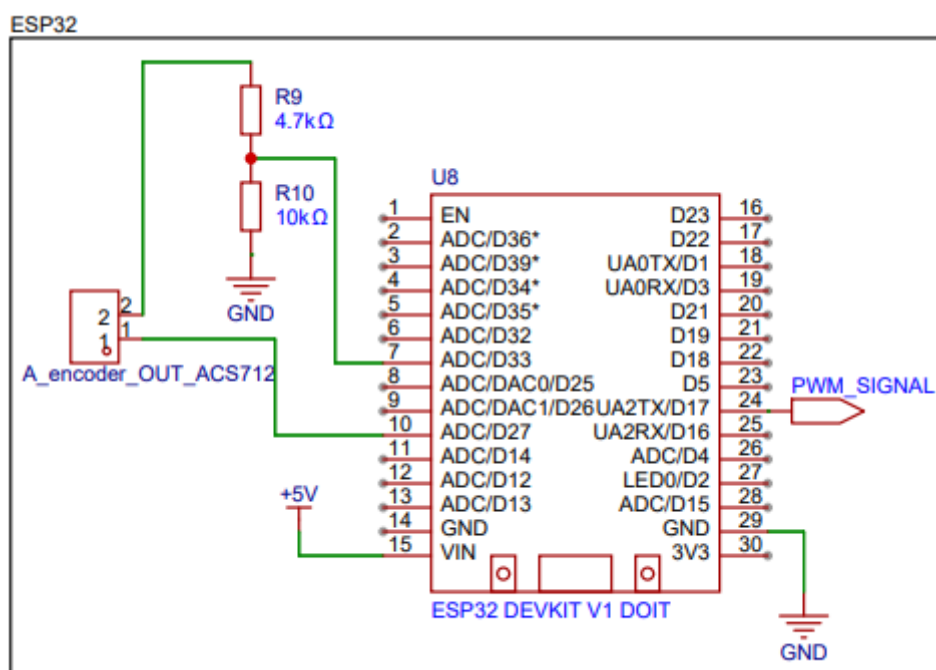 ESP32
R9
4.7kΩ
R10
10kΩ
GND
2
2
1
1
A_encoder_OUT_ACS712
+5V
U8
1 EN D23 16
2 ADC/D36* D22 17
3 ADC/D39* UA0TX/D1 18
4 ADC/D34* UA0RX/D3 19
5 ADC/D35* D21 20
6 ADC/D32 D19 21
7 ADC/D33 D18 22
8 ADC/DAC0/D25 D5 23
9 ADC/DAC1/D26 UA2TX/D17 24
10 ADC/D27 UA2RX/D16 25
11 ADC/D14 ADC/D4 26
12 ADC/D12 LED0/D2 27
13 ADC/D13 ADC/D15 28
14 GND GND 29
15 VIN 3V3 30
ESP32 DEVKIT V1 DOIT
PWM_SIGNAL
GND